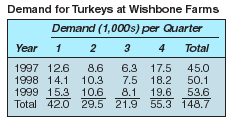 Demand for Turkeys at Wishbone Farms
Demand (1,000s) per Quarter
Year 1 2 3 4 Total
1997 12.6 8.6 6.3 17.5 45.0
1998 14.1 10.3 7.5 18.2 50.1
1999 15.3 10.6 8.1 19.6 53.6
Total 42.0 29.5 21.9 55.3 148.7